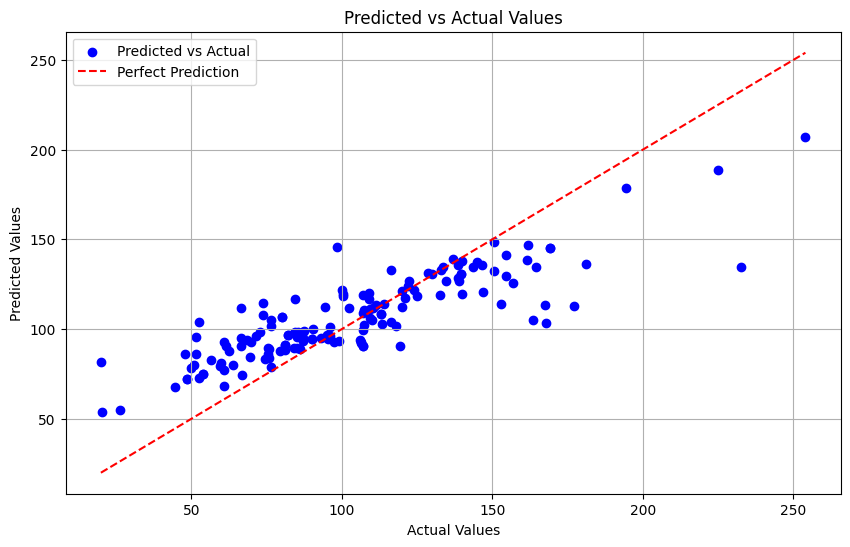 Predicted vs Actual Values
Predicted vs Actual
Perfect Prediction
250
200
150
100
50
Predicted Values
50
100
150
200
250
Actual Values